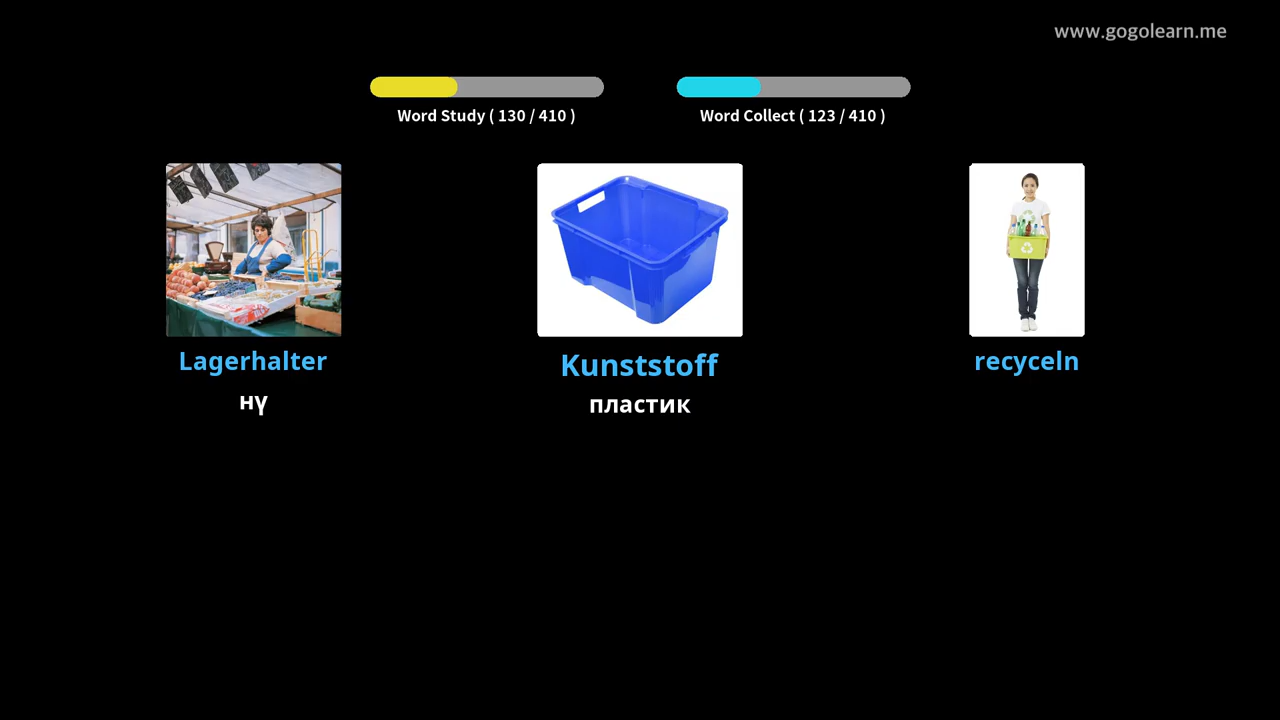 www.gogolearn.me
Word Study ( 130 / 410 )
Word Collect ( 123 / 410 )
Lagerhalter
нү
Kunststoff
пластик
recyceln